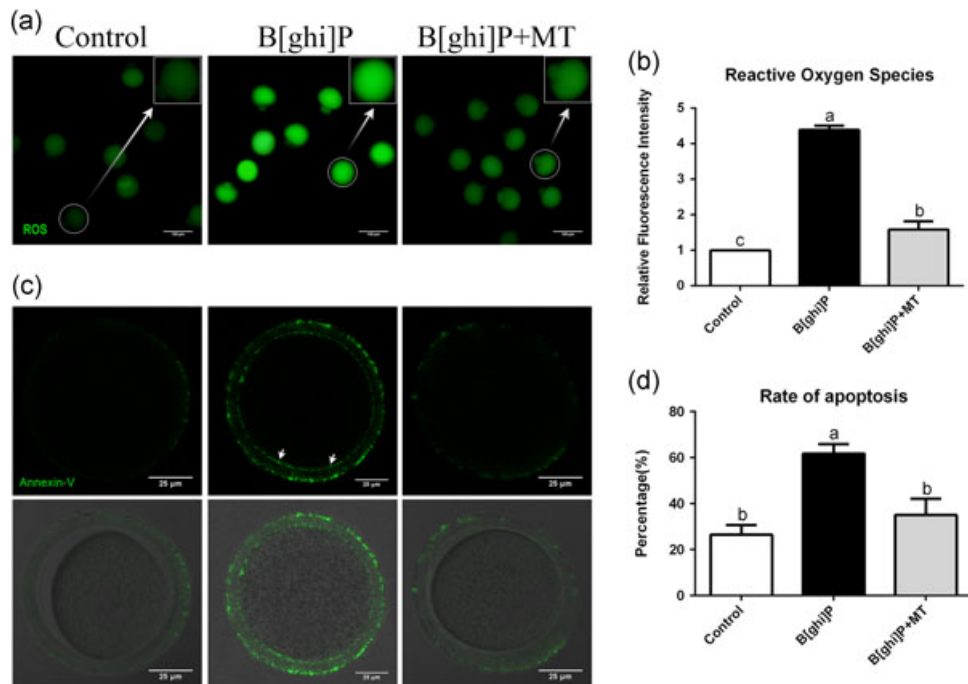 (a)
Control B[ghi]P B[ghi]P+MT
ROS
(b)
Reactive Oxygen Species
Relative Fluorescence Intensity
5
4
3
2
1
0
c
a
b
Control
B[ghi]P
B[ghi]P+MT
(c)
Annexin-V
25 μm
25 μm
25 μm
25 μm
25 μm
25 μm
(d)
Rate of apoptosis
Percentage(%)
80
60
40
20
0
b
a
b
Control
B[ghi]P
B[ghi]P+MT